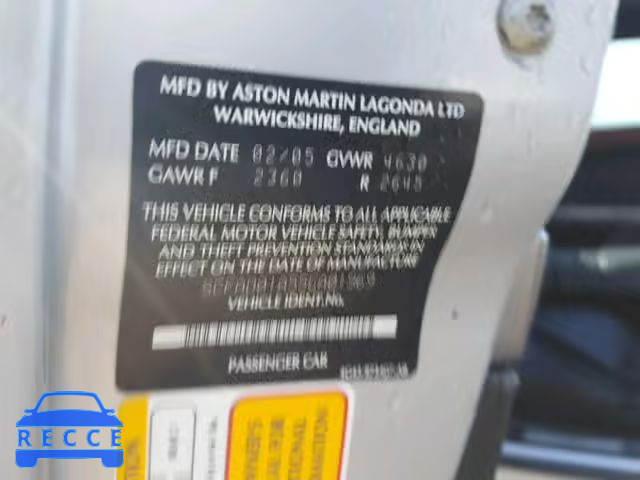 MFD BY ASTON MARTIN LAGONDA LTD
WARWICKSHIRE, ENGLAND
MFD DATE 02/05 GVWR 4630
GAWR F 2360 R 2645
THIS VEHICLE CONFORMS TO ALL APPLICABLE
FEDERAL MOTOR VEHICLE SAFETY, BUMPER
AND THEFT PREVENTION STANDARDS IN
EFFECT ON THE DATE OF MANUFACTURE
VEHICLE IDENT. NO.
PASSENGER CAR
RECCE